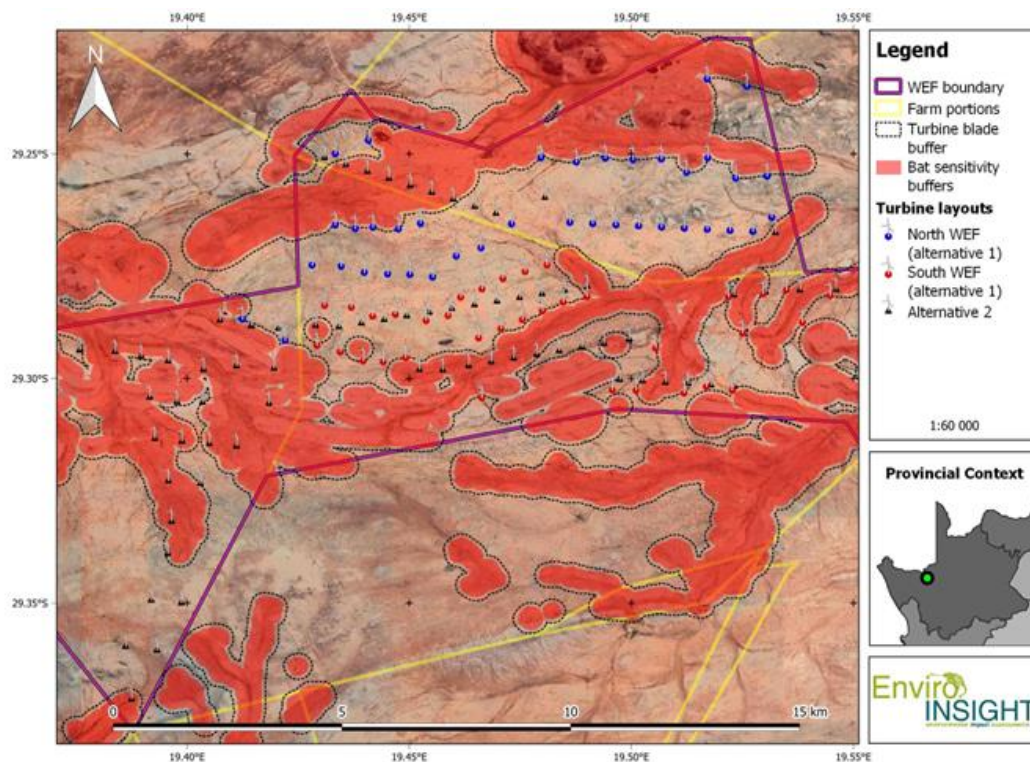 19.40°E 19.45°E 19.50°E 19.55°E
N
29.25°S
29.30°S
29.35°S
0 5 10 15 km
19.40°E 19.45°E 19.50°E 19.55°E
Legend
WEF boundary
Farm portions
Turbine blade
buffer
Bat sensitivity
buffers
Turbine layouts
North WEF
(alternative 1)
South WEF
(alternative 1)
Alternative 2
1:60 000
Provincial Context
Enviro
INSIGHT